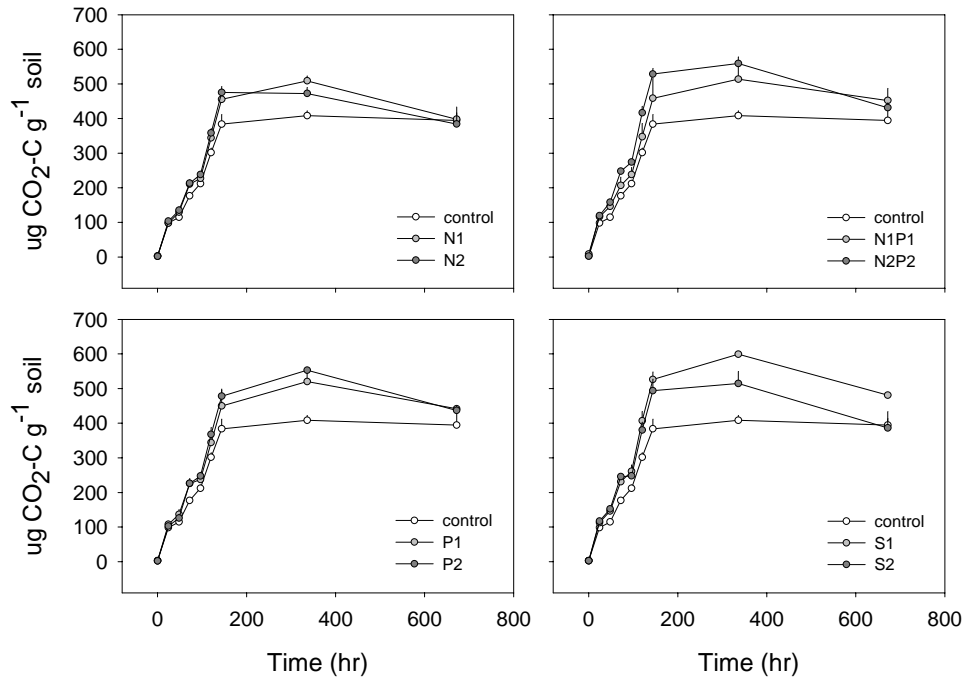 700
600
500
400
300
200
100
0
ug CO2-C g-1 soil
control
N1
N2
control
N1P1
N2P2
700
600
500
400
300
200
100
0
ug CO2-C g-1 soil
control
P1
P2
control
S1
S2
0 200 400 600 800
0 200 400 600 800
Time (hr)
Time (hr)